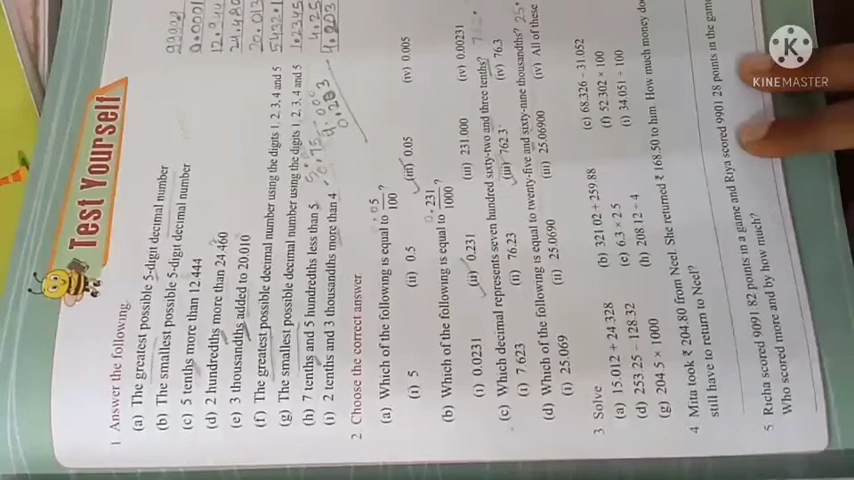 Test Yourself
1 Answer the following.
(a) The greatest possible 5-digit decimal number
(b) The smallest possible 5-digit decimal number
(c) 5 tenths more than 12.444
(d) 2 hundredths more than 24.460
(e) 3 thousandths added to 20.010
(f) The greatest possible decimal number using the digits 1, 2, 3, 4 and 5
(g) The smallest possible decimal number using the digits 1, 2, 3, 4 and 5
(h) 7 tenths and 5 hundredths less than 5
(i) 2 tenths and 3 thousandths more than 4
0.0001
24.480
20.013
5432.1
1.2345
4.25
4.203
2 Choose the correct answer.
(a) Which of the following is equal to 5/100?
(i) 5 (ii) 0.5 (iii) 0.05 (iv) 0.005
(b) Which of the following is equal to 231/1000?
(i) 0.0231 (ii) 0.231 (iii) 231.000 (iv) 0.00231
(c) Which decimal represents seven hundred sixty-two and three tenths?
(i) 7.623 (ii) 76.23 (iii) 762.3 (iv) 76.3
(d) Which of the following is equal to twenty-five and sixty-nine thousandths?
(i) 25.069 (ii) 25.0690 (iii) 25.06900 (iv) All of these
3 Solve
(a) 15.012 + 24.328 (b) 321.02 + 259.88 (c) 68.326 - 31.052
(d) 253.25 - 128.32 (e) 6.3 × 2.5 (f) 52.302 × 100
(g) 204.5 × 1000 (h) 208.12 ÷ 4 (i) 34.051 ÷ 100
4 Mita took ₹ 204.80 from Neel. She returned ₹ 168.50 to him. How much money do
still have to return to Neel?
5 Richa scored 9091.82 points in a game and Riya scored 9901.28 points in the gam
Who scored more and by how much?
KINEMASTER